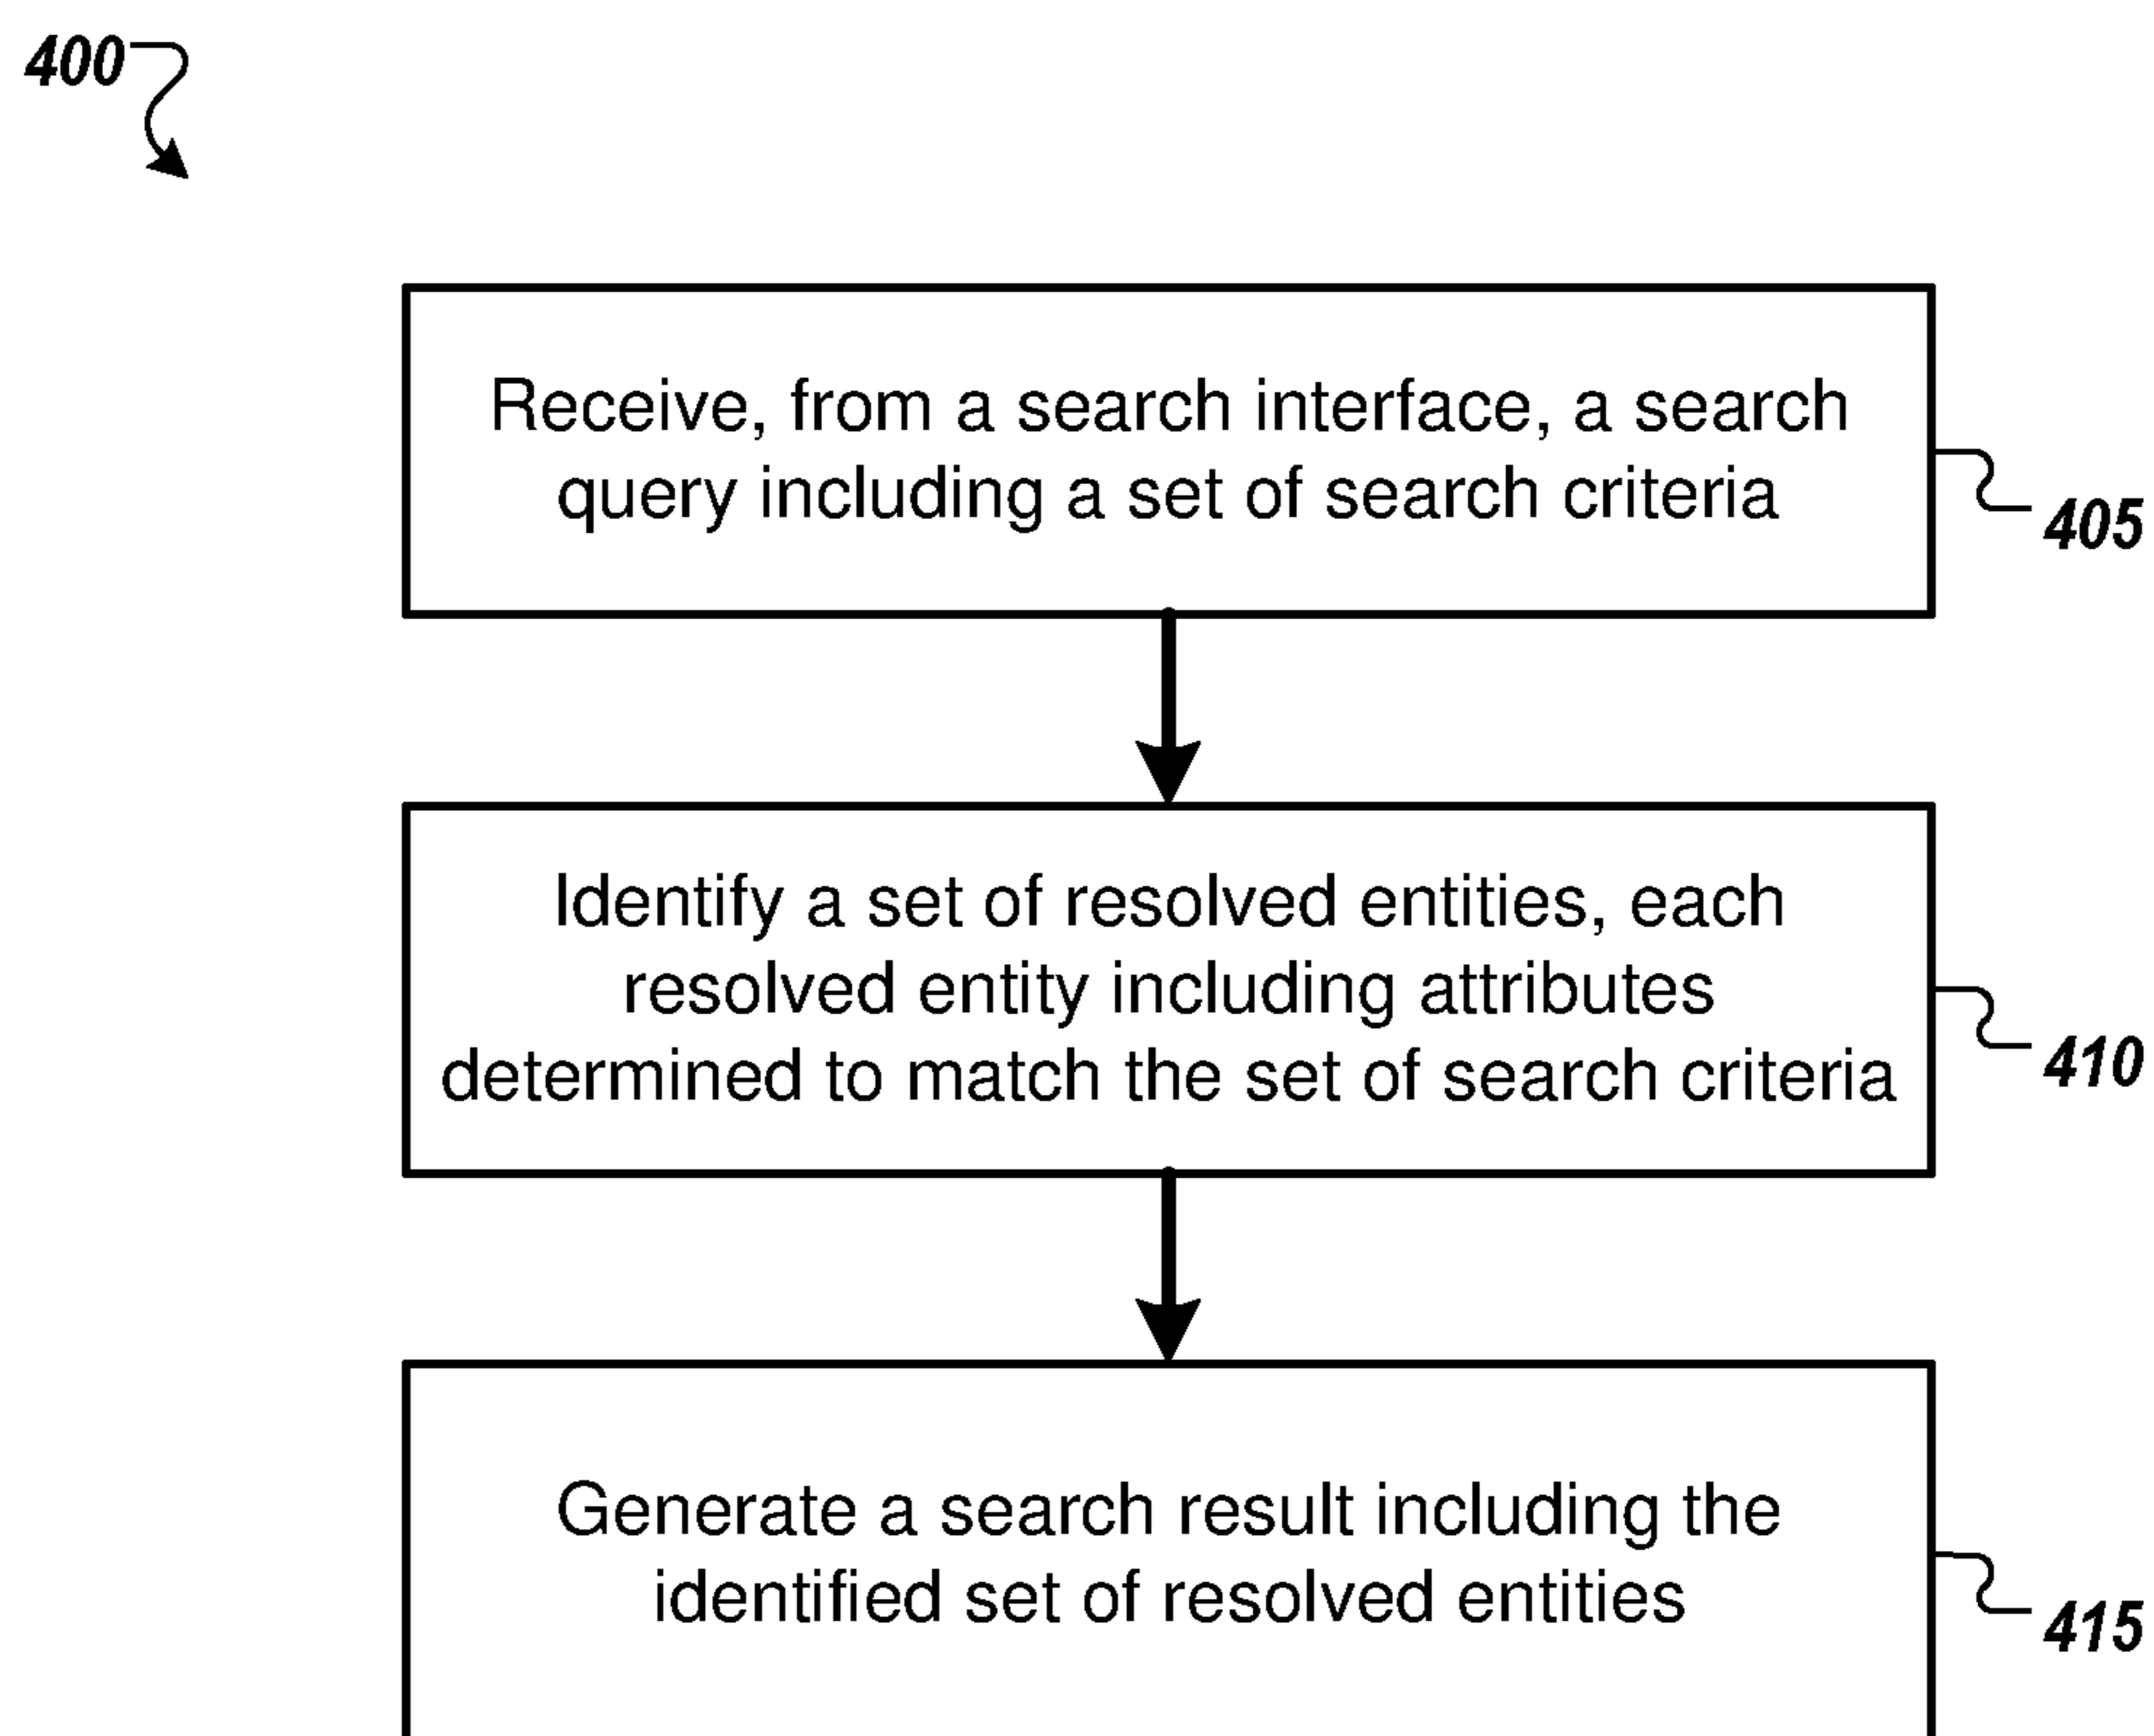 400
Receive, from a search interface, a search
query including a set of search criteria
405
Identify a set of resolved entities, each
resolved entity including attributes
determined to match the set of search criteria
410
Generate a search result including the
identified set of resolved entities
415